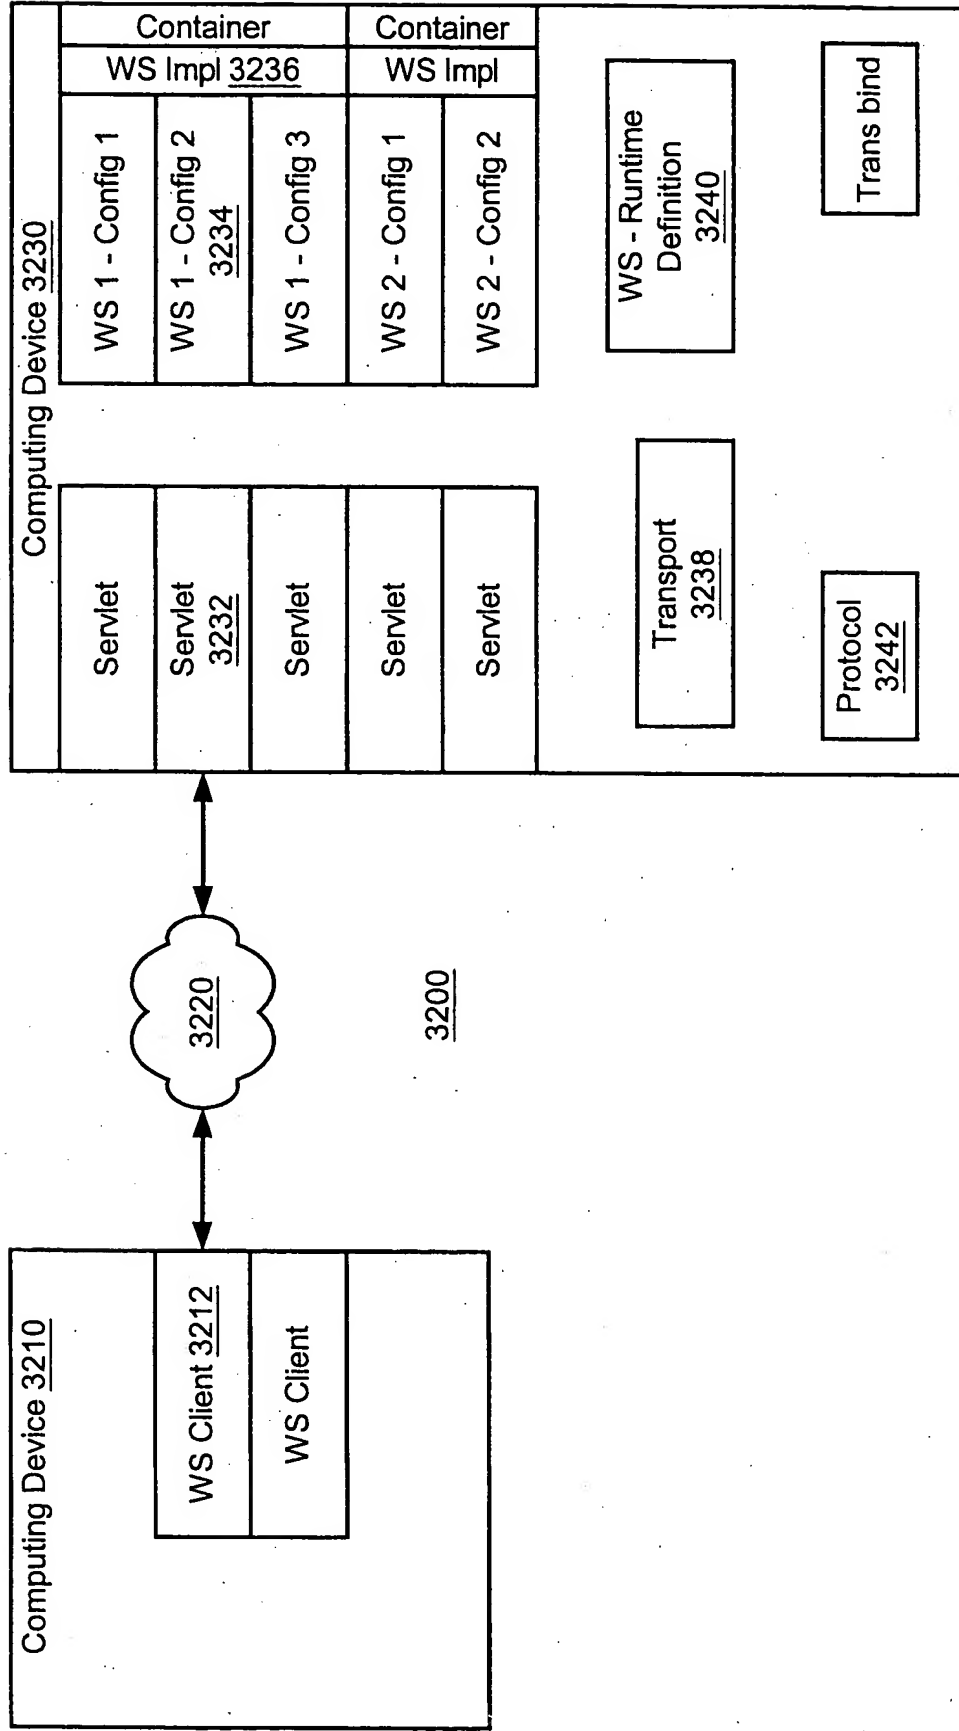 Computing Device 3210
WS Client 3212
WS Client
3220
3200
Computing Device 3230
Servlet
Servlet
3232
Servlet
Servlet
Servlet
WS 1 - Config 1
WS 1 - Config 2
3234
WS 1 - Config 3
WS 2 - Config 1
WS 2 - Config 2
WS Impl 3236
WS Impl
Container
Container
Transport
3238
WS - Runtime
Definition
3240
Protocol
3242
Trans bind